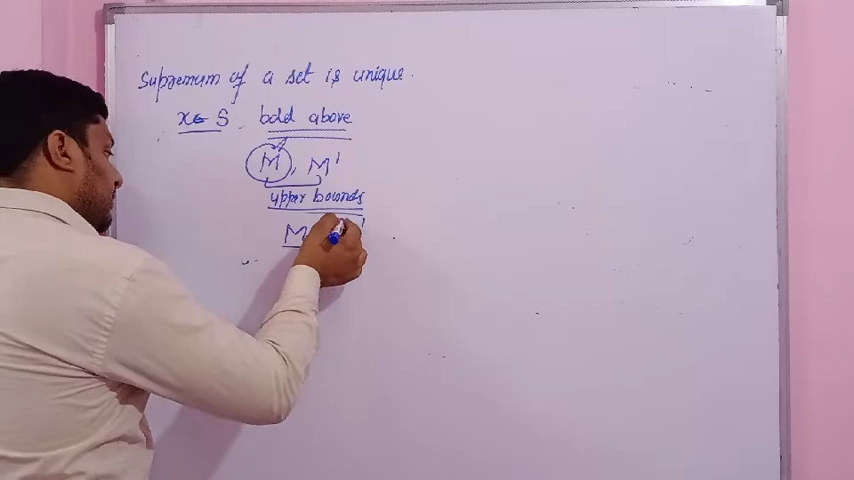 Supremum of a set is unique.
x ∈ S bdd above
M, M'
upper bounds
M '